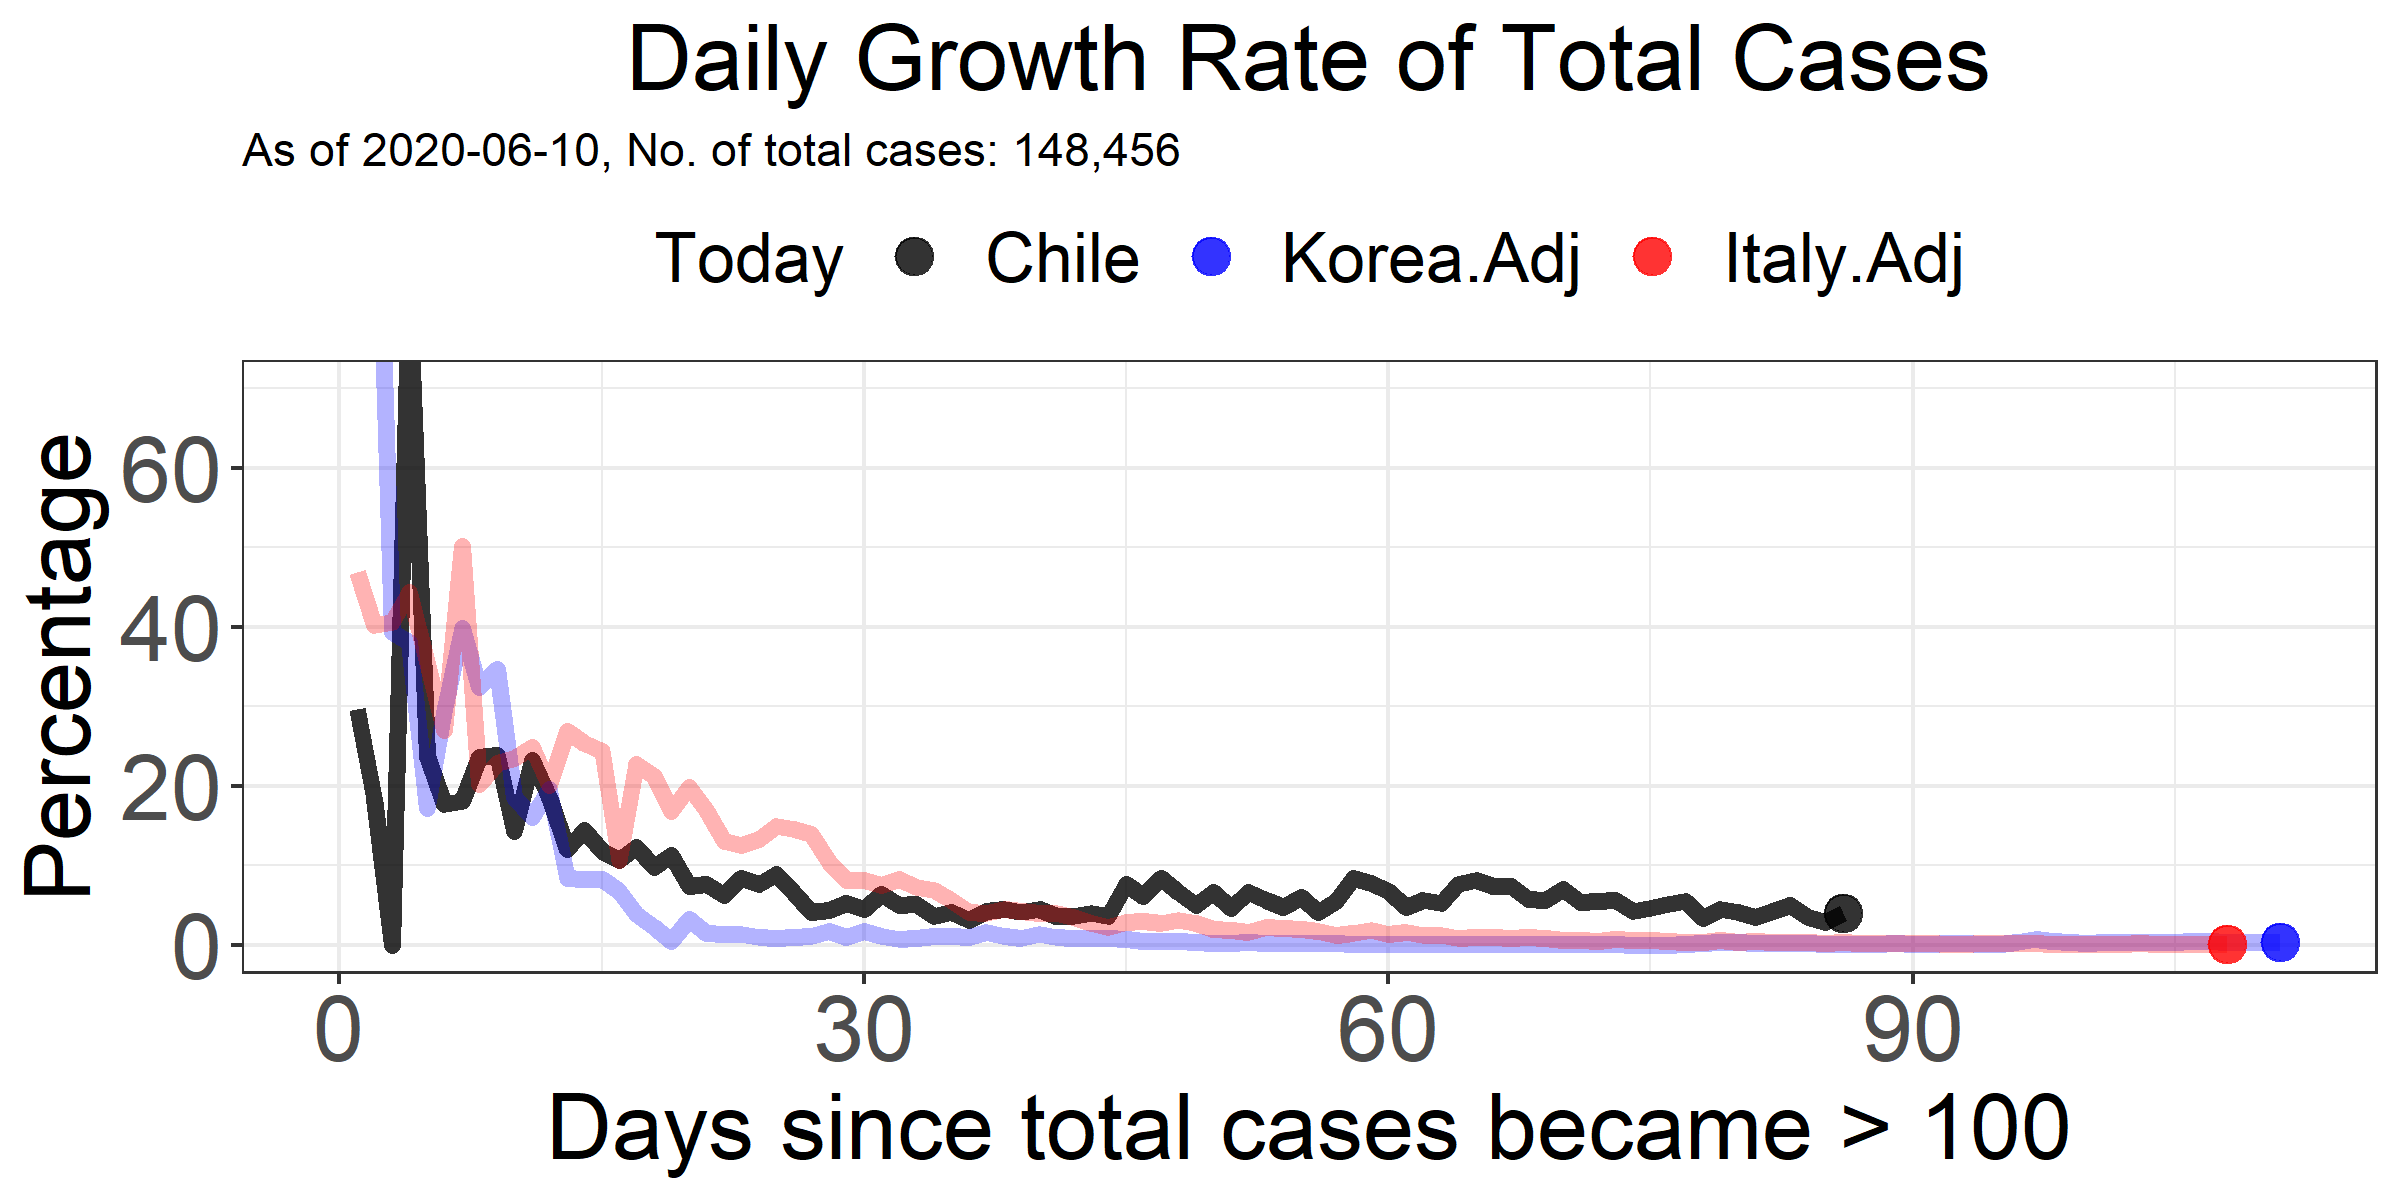 Daily Growth Rate of Total Cases
As of 2020-06-10, No. of total cases: 148,456
Today Chile Korea.Adj Italy.Adj
Percentage
60
40
20
0
0 30 60 90
Days since total cases became > 100